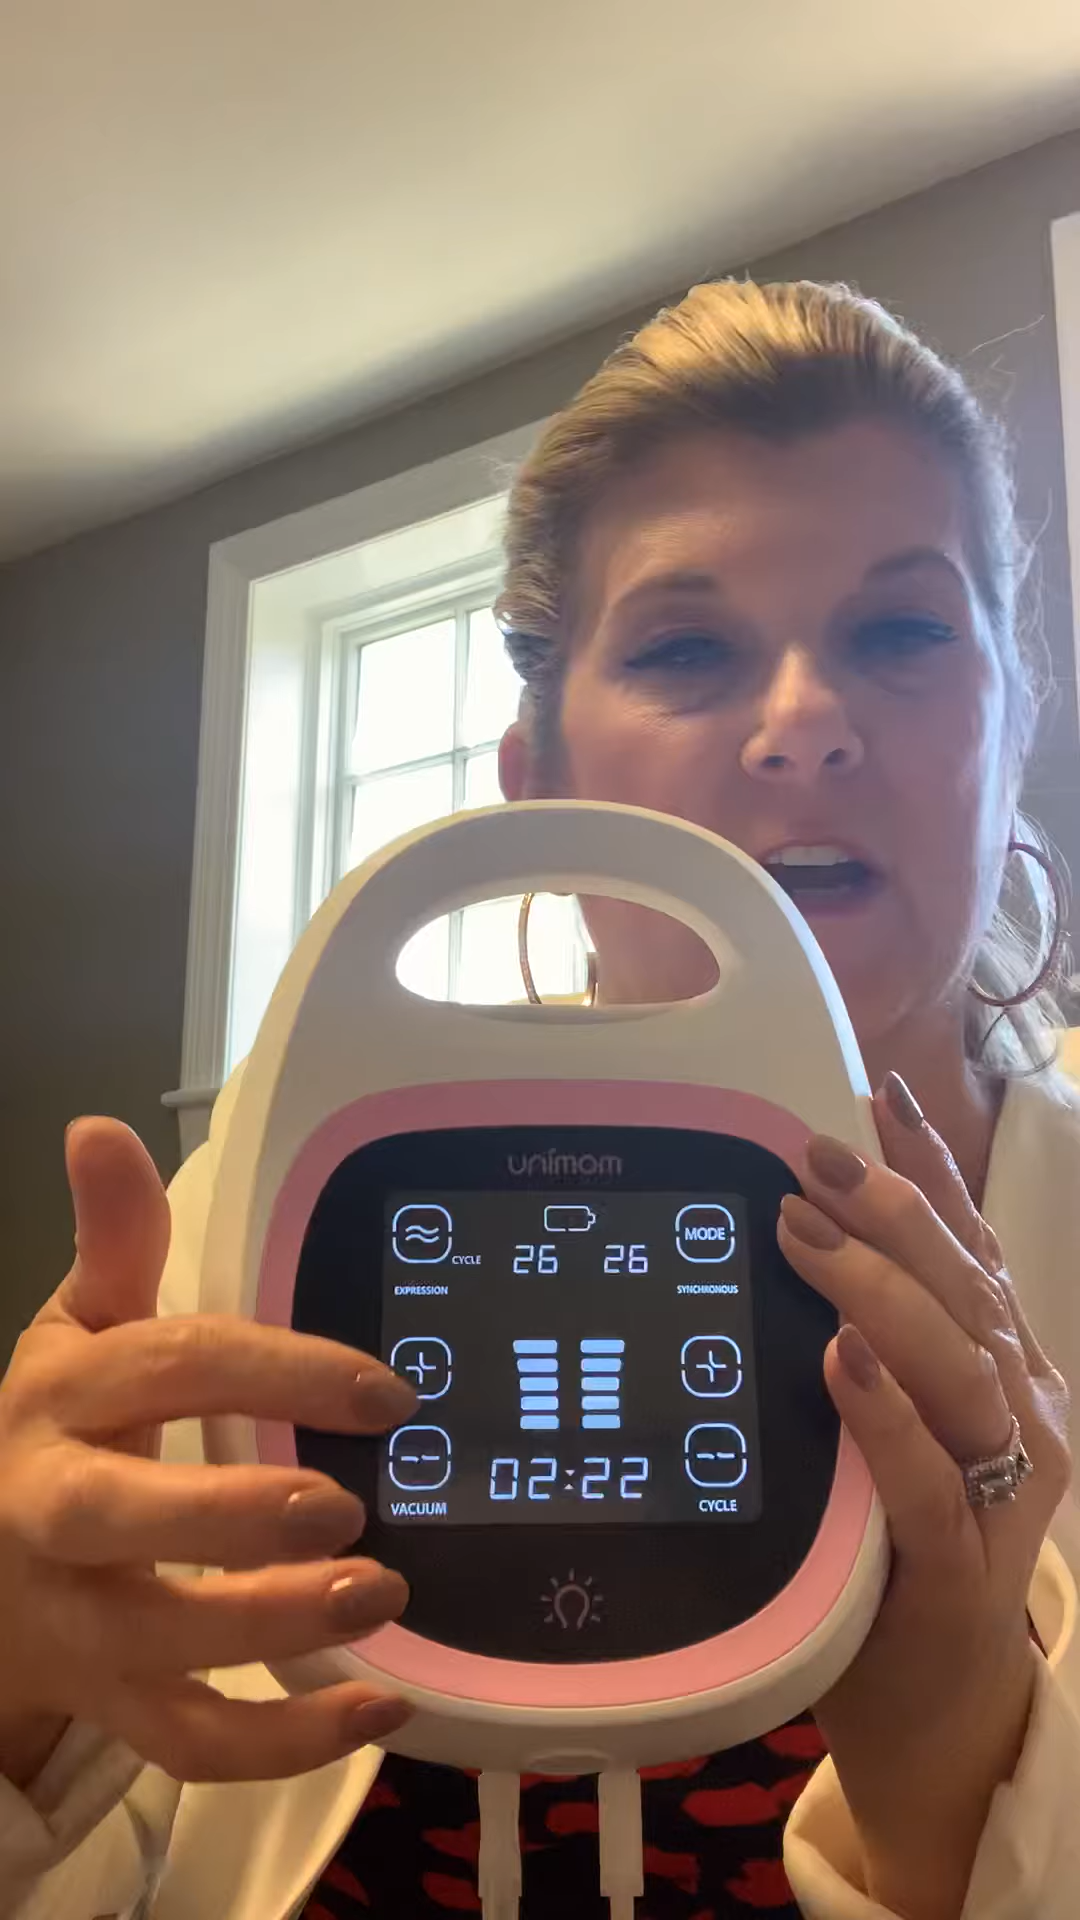 unimom
CYCLE 26 26 MODE
EXPRESSION SYNCHRONOUS
02:22
VACUUM CYCLE